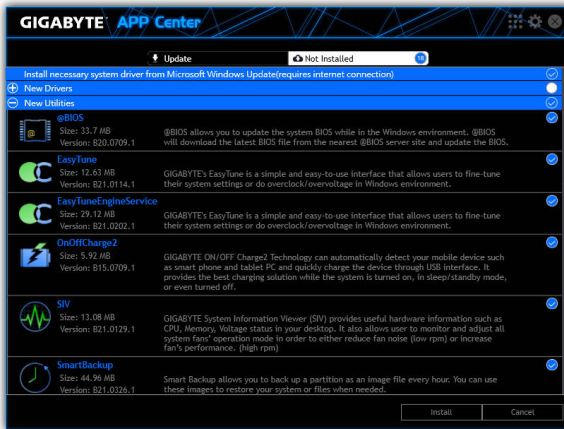 GIGABYTE APP Center
Update
Not Installed
18
Install necessary system driver from Microsoft Windows Update(requires internet connection)
New Drivers
New Utilities
@BIOS
Size: 33.7 MB
Version: B20.0709.1
@BIOS allows you to update the system BIOS while in the Windows environment. @BIOS
will download the latest BIOS file from the nearest @BIOS server site and update the BIOS.
EasyTune
Size: 12.63 MB
Version: B21.0114.1
GIGABYTE's EasyTune is a simple and easy-to-use interface that allows users to fine-tune
their system settings or do overclock/overvoltage in Windows environment.
EasyTuneEngineService
Size: 29.12 MB
Version: B21.0202.1
GIGABYTE's EasyTune is a simple and easy-to-use interface that allows users to fine-tune
their system settings or do overclock/overvoltage in Windows environment.
OnOffCharge2
Size: 5.92 MB
Version: B15.0709.1
GIGABYTE ON/OFF Charge2 Technology can automatically detect your mobile device such
as smart phone and tablet PC and quickly charge the device through USB interface. It
provides the best charging solution while the system is turned on, in sleep/standby mode,
or even turned off.
SIV
Size: 13.08 MB
Version: B21.0129.1
GIGABYTE System Information Viewer (SIV) provides useful hardware information such as
CPU, Memory, Voltage status in your desktop. It also allows user to monitor and adjust all
system fans' operation mode in order to either reduce fan noise (low rpm) or increase
fan's performance. (high rpm)
SmartBackup
Size: 44.96 MB
Version: B21.0326.1
Smart Backup allows you to back up a partition as an image file every hour. You can use
these images to restore your system or files when needed.
Install
Cancel